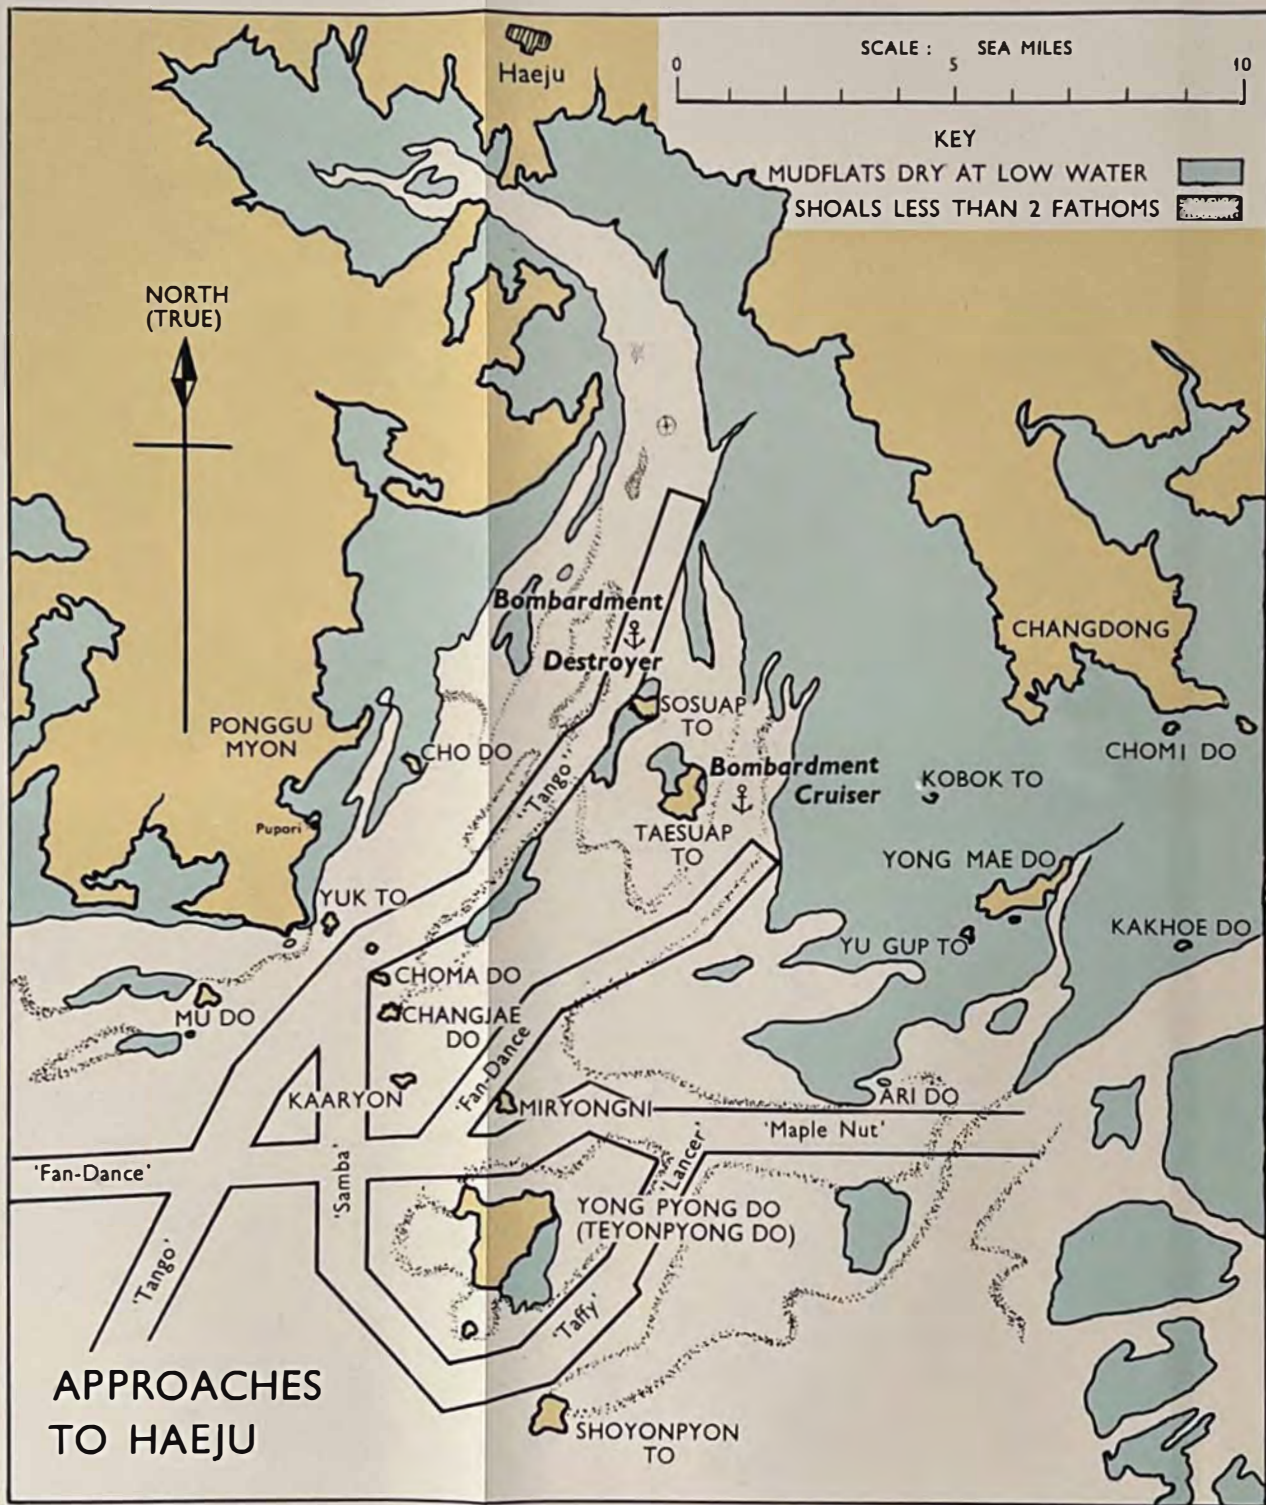 Haeju
SCALE : SEA MILES
0 5 10
KEY
MUDFLATS DRY AT LOW WATER
SHOALS LESS THAN 2 FATHOMS
NORTH
(TRUE)
Bombardment
Destroyer
CHANGDONG
SOSUAP
TO
PONGGU
MYON
CHO DO
CHOMI DO
Bombardment
Cruiser
KOBOK TO
'Tango'
Pupori
TAESUAP
TO
YONG MAE DO
YUK TO
YU GUP TO
KAKHOE DO
CHOMA DO
MU DO
CHANGJAE
DO
'Fan-Dance'
KAARYON
MIRYONGNI
ARI DO
'Maple Nut'
'Fan-Dance'
'Samba'
'Lancer'
YONG PYONG DO
(TEYONPYONG DO)
'Tango'
'Taffy'
APPROACHES
TO HAEJU
SHOYONPYON
TO